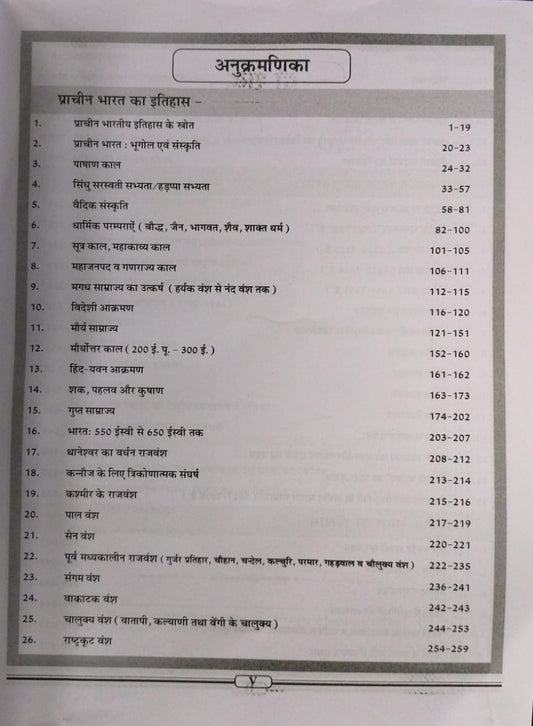 अनुक्रमणिका
प्राचीन भारत का इतिहास –
1. प्राचीन भारतीय इतिहास के स्त्रोत 1-19
2. प्राचीन भारत : भूगोल एवं संस्कृति 20-23
3. पाषाण काल 24-32
4. सिंधु सरस्वती सभ्यता/हड़प्पा सभ्यता 33-57
5. वैदिक संस्कृति 58-81
6. धार्मिक परम्पराऐं ( बौद्ध, जैन, भागवत, शैव, शाक्त धर्म ) 82-100
7. सूत्र काल, महाकाव्य काल 101-105
8. महाजनपद व गणराज्य काल 106-111
9. मगध साम्राज्य का उत्कर्ष ( हर्यंक वंश से नंद वंश तक ) 112-115
10. विदेशी आक्रमण 116-120
11. मौर्य साम्राज्य 121-151
12. मौर्योत्तर काल ( 200 ई. पू. - 300 ई. ) 152-160
13. हिंद-यवन आक्रमण 161-162
14. शक, पहलव और कुषाण 163-173
15. गुप्त साम्राज्य 174-202
16. भारत: 550 ईस्वी से 650 ईस्वी तक 203-207
17. थानेश्वर का वर्धन राजवंश 208-212
18. कन्नौज के लिए त्रिकोणात्मक संघर्ष 213-214
19. कश्मीर के राजवंश 215-216
20. पाल वंश 217-219
21. सेन वंश 220-221
22. पूर्व मध्यकालीन राजवंश ( गुर्जर प्रतिहार, चौहान, चन्देल, कल्चुरि, परमार, गहड़वाल व चौलुक्य वंश ) 222-235
23. संगम वंश 236-241
24. वाकाटक वंश 242-243
25. चालुक्य वंश ( वातापी, कल्याणी तथा वेंगी के चालुक्य ) 244-253
26. राष्ट्रकूट वंश 254-259
V